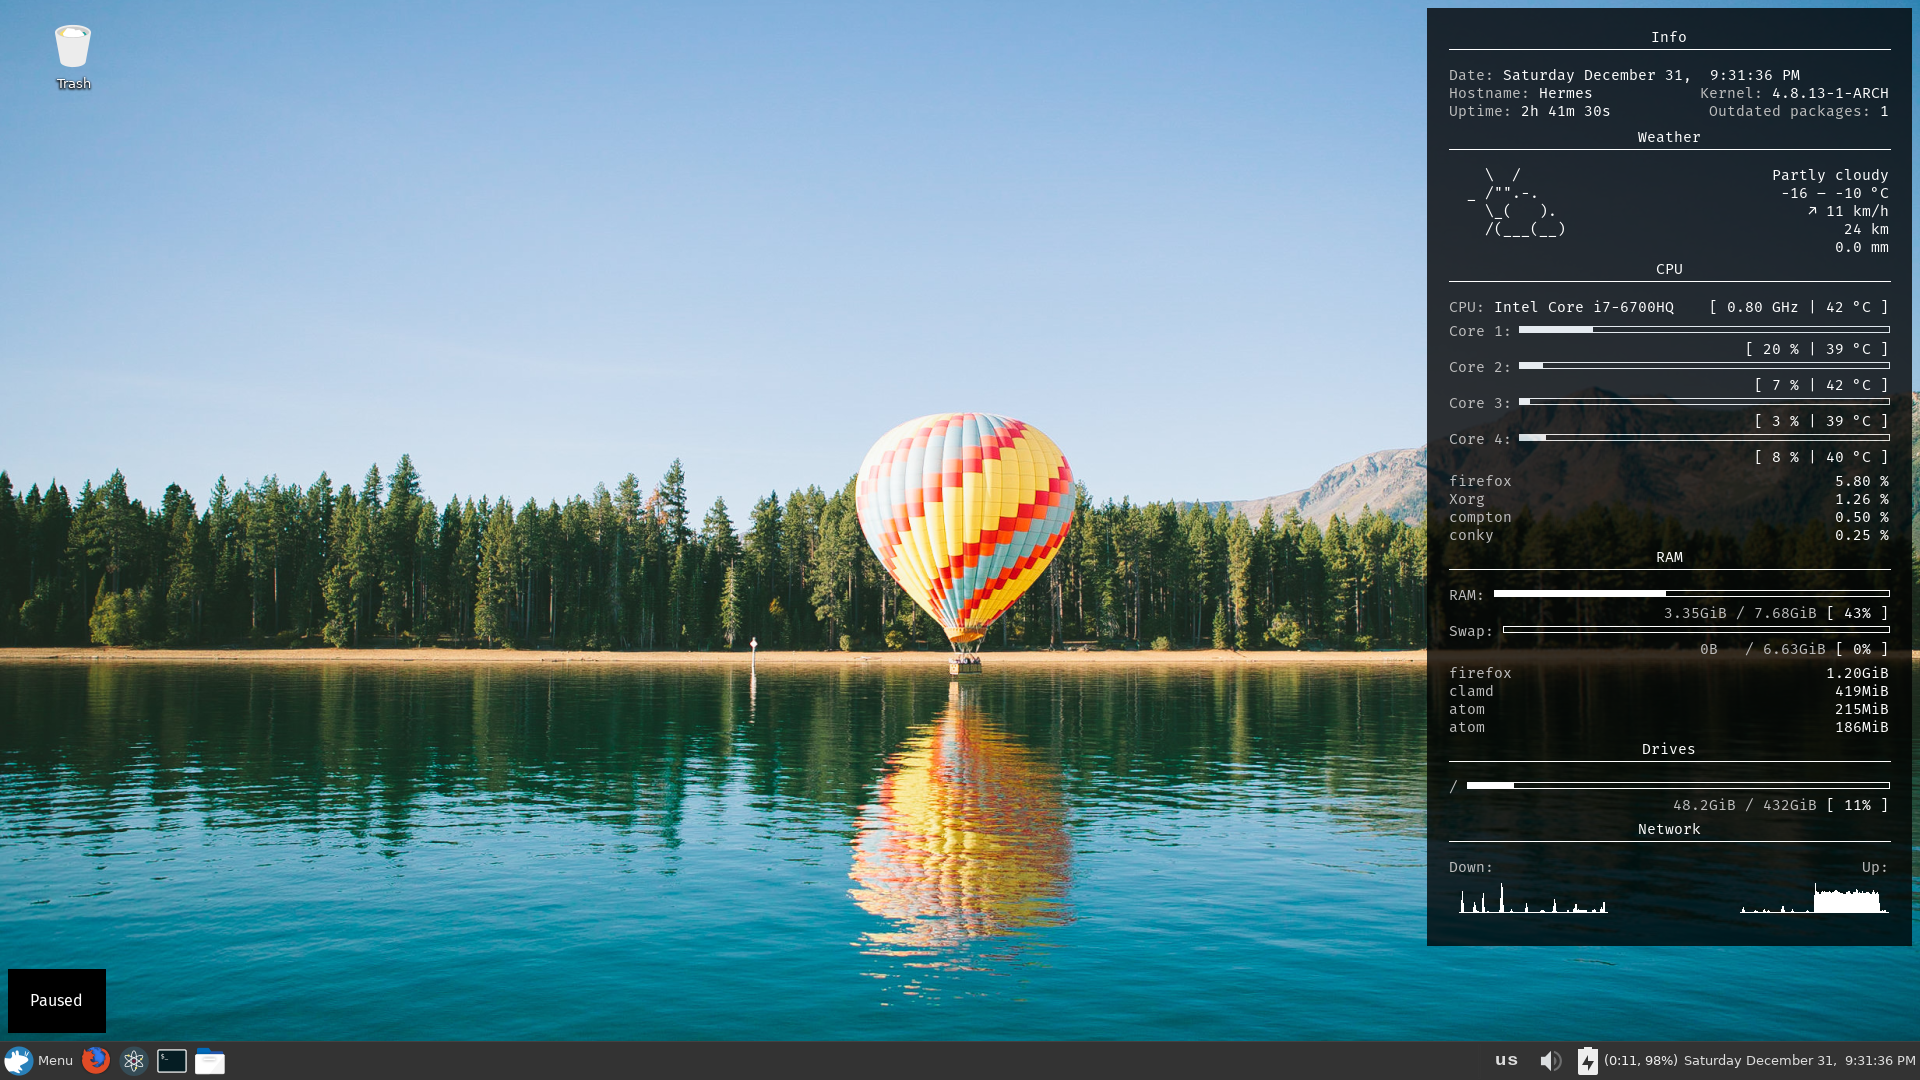 Trash
Info
Date: Saturday December 31,  9:31:36 PM
Hostname: Hermes Kernel: 4.8.13-1-ARCH
Uptime: 2h 41m 30s Outdated packages: 1
Weather
Partly cloudy
-16 – -10 °C
↗ 11 km/h
24 km
0.0 mm
CPU
CPU: Intel Core i7-6700HQ [ 0.80 GHz | 42 °C ]
Core 1:
[ 20 % | 39 °C ]
Core 2:
[ 7 % | 42 °C ]
Core 3:
[ 3 % | 39 °C ]
Core 4:
[ 8 % | 40 °C ]
firefox 5.80 %
Xorg 1.26 %
compton 0.50 %
conky 0.25 %
RAM
RAM:
3.35GiB / 7.68GiB [ 43% ]
Swap:
0B / 6.63GiB [ 0% ]
firefox 1.20GiB
clamd 419MiB
atom 215MiB
atom 186MiB
Drives
/
48.2GiB / 432GiB [ 11% ]
Network
Down: Up:
Paused
Menu
$_
us
(0:11, 98%) Saturday December 31,  9:31:36 PM